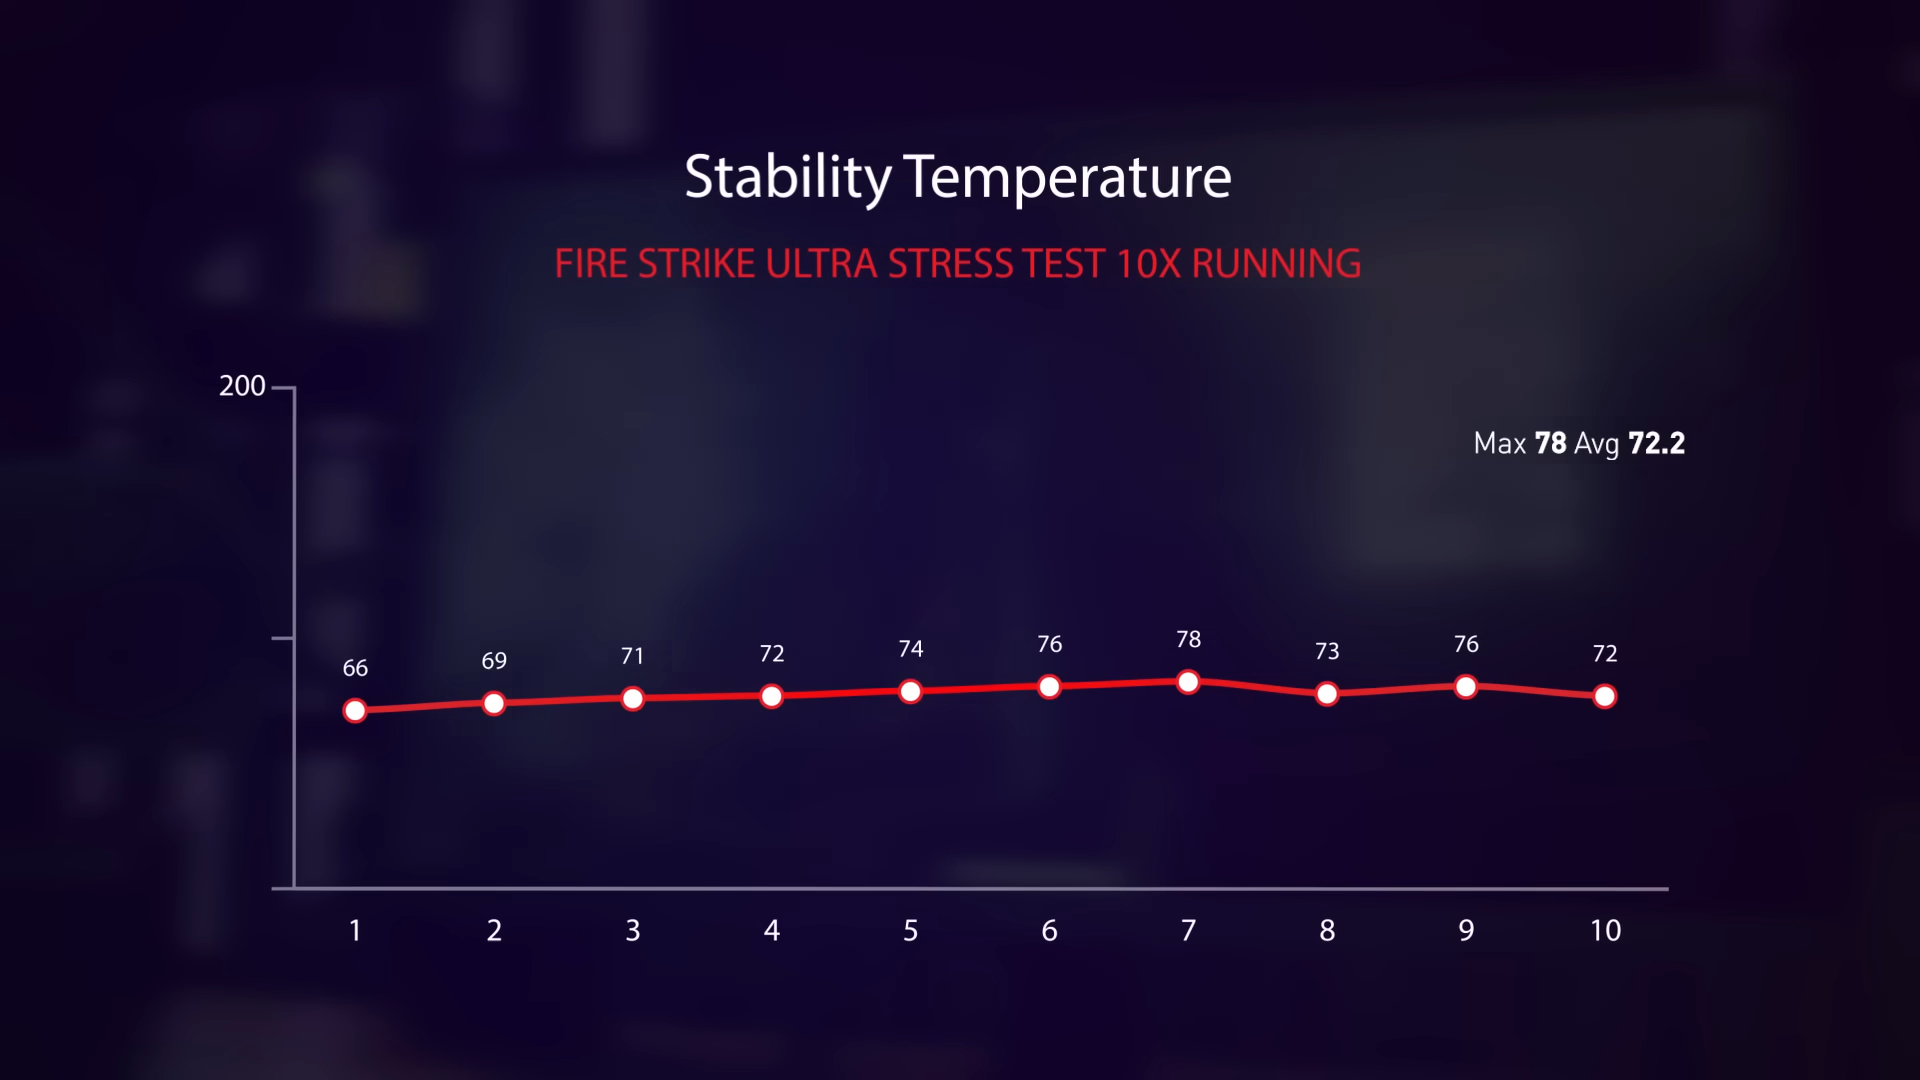 Stability Temperature
FIRE STRIKE ULTRA STRESS TEST 10X RUNNING
200
Max 78 Avg 72.2
66 69 71 72 74 76 78 73 76 72
1 2 3 4 5 6 7 8 9 10